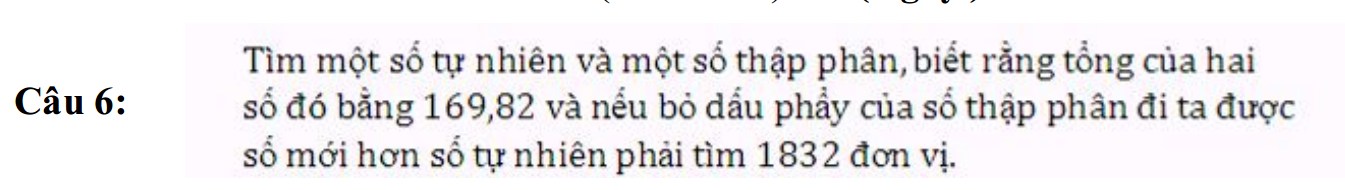 Tìm một số tự nhiên và một số thập phân, biết rằng tổng của hai
Câu 6: số đó bằng 169,82 và nếu bỏ dấu phẩy của số thập phân đi ta được
số mới hơn số tự nhiên phải tìm 1832 đơn vị.